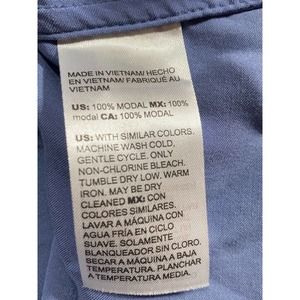 MADE IN VIETNAM/ HECHO
EN VIETNAM/ FABRIQUÉ AU
VIETNAM
US: 100% MODAL MX: 100%
modal CA: 100% MODAL
US: WITH SIMILAR COLORS.
MACHINE WASH COLD,
GENTLE CYCLE. ONLY
NON-CHLORINE BLEACH.
TUMBLE DRY LOW. WARM
IRON. MAY BE DRY
CLEANED MX: CON
COLORES SIMILARES.
LAVAR A MÁQUINA CON
AGUA FRÍA EN CICLO
SUAVE. SOLAMENTE
BLANQUEADOR SIN CLORO.
SECAR A MÁQUINA A BAJA
TEMPERATURA. PLANCHAR
A TEMPERATURA MEDIA.